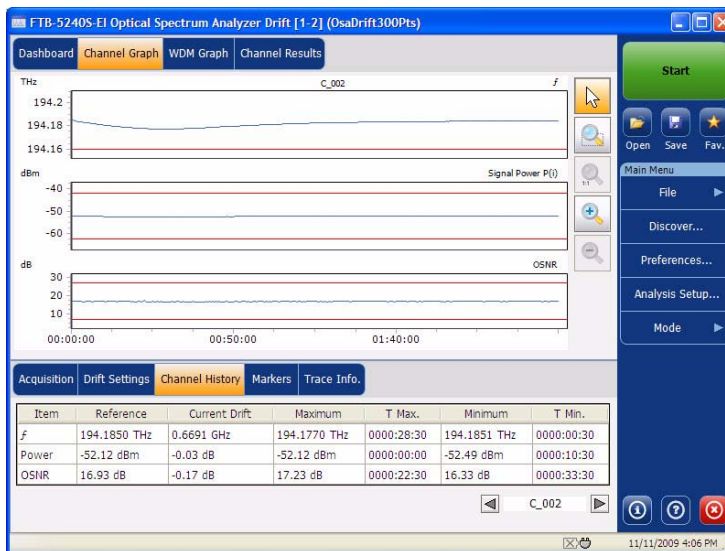 FTB-5240S-EI Optical Spectrum Analyzer Drift [1-2] (OsaDrift300Pts)
Dashboard Channel Graph WDM Graph Channel Results
THz C_002 f
194.2
194.18
194.16
dBm Signal Power P(i)
-40
-50
-60
dB OSNR
30
20
10
00:00:00 00:50:00 01:40:00
1:1
Acquisition Drift Settings Channel History Markers Trace Info.
Item Reference Current Drift Maximum T Max. Minimum T Min.
f 194.1850 THz 0.6691 GHz 194.1770 THz 0000:28:30 194.1851 THz 0000:00:30
Power -52.12 dBm -0.03 dB -52.12 dBm 0000:00:00 -52.49 dBm 0000:10:30
OSNR 16.93 dB -0.17 dB 17.23 dB 0000:22:30 16.33 dB 0000:33:30
C_002
Start
Open Save Fav.
Main Menu
File
Discover...
Preferences...
Analysis Setup...
Mode
11/11/2009 4:06 PM